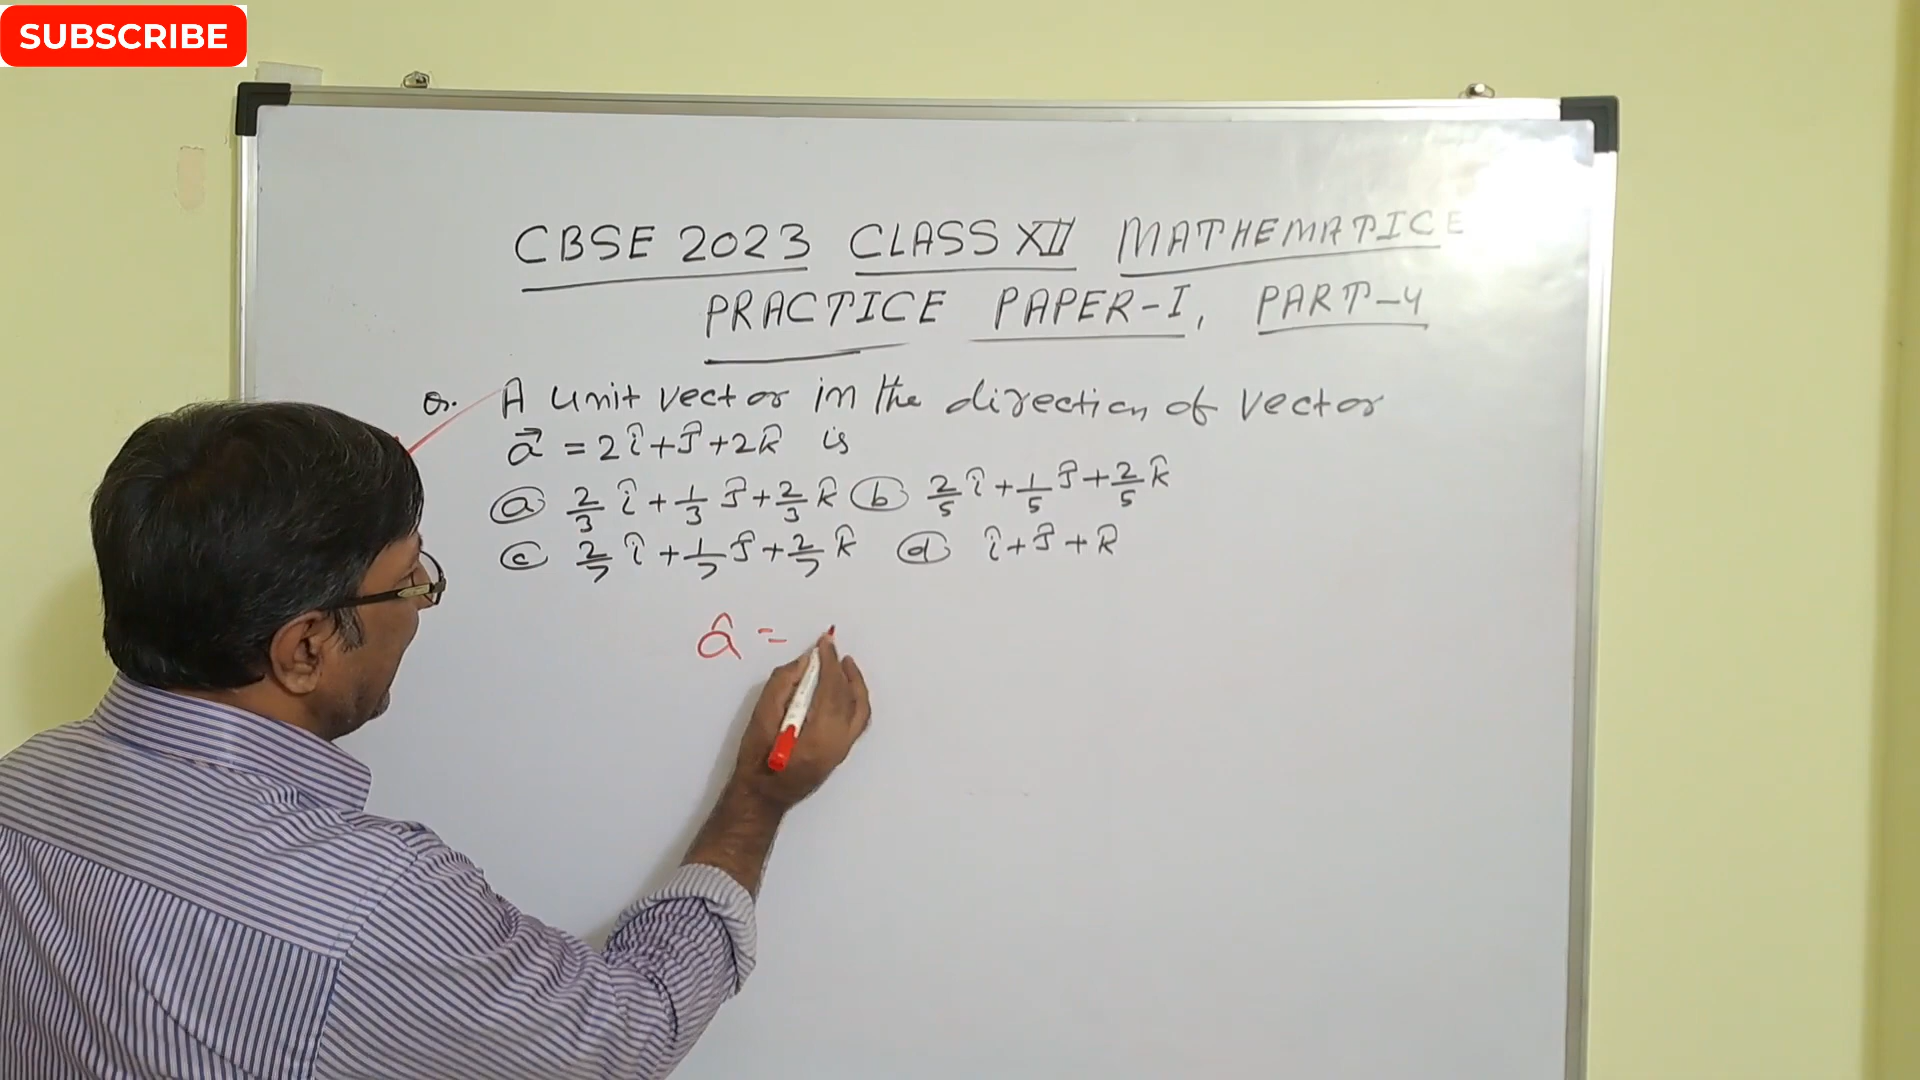 SUBSCRIBE
CBSE 2023 CLASS XII MATHEMATICE
PRACTICE PAPER-I, PART-4
Q. A unit vector in the direction of vector
a⃗ = 2î+ĵ+2k̂ is
(a) 2/3 î + 1/3 ĵ + 2/3 k̂ (b) 2/5 î + 1/5 ĵ + 2/5 k̂
(c) 2/7 î + 1/7 ĵ + 2/7 k̂ (d) î+ĵ+k̂
â =